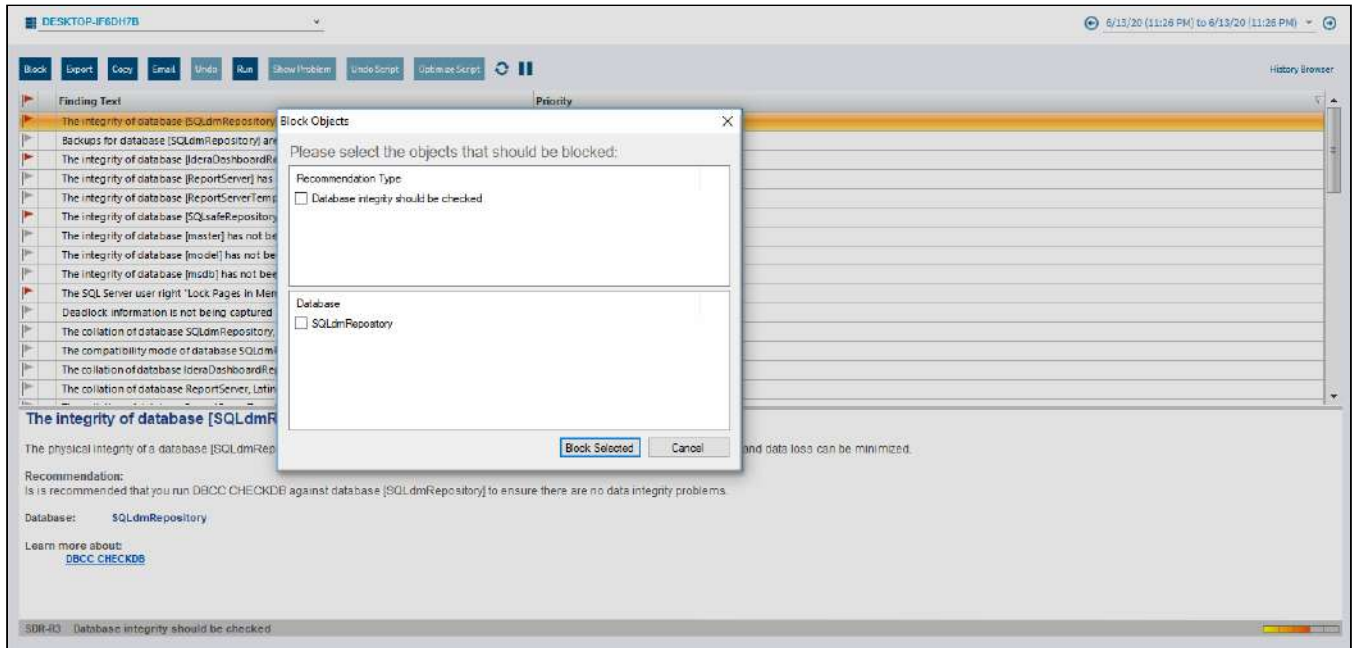 DESKTOP-IF6DH7B
6/13/20 (11:26 PM) to 6/13/20 (11:26 PM)
Block Export Copy Email Undo Run Show Problem Undo Script Optimize Script
History Browser
Finding Text Priority
The integrity of database [SQLdmRepository]
Backups for database [SQLdmRepository] are
The integrity of database [IderaDashboardRe
The integrity of database [ReportServer] has
The integrity of database [ReportServerTemp
The integrity of database [SQLsafeRepository
The integrity of database [master] has not be
The integrity of database [model] has not be
The integrity of database [msdb] has not bee
The SQL Server user right "Lock Pages in Mem
Deadlock information is not being captured
The collation of database SQLdmRepository,
The compatibility mode of database SQLdmR
The collation of database IderaDashboardRe
The collation of database ReportServer, Latin
Block Objects
Please select the objects that should be blocked:
Recommendation Type
Database integrity should be checked
Database
SQLdmRepository
Block Selected Cancel
The integrity of database [SQLdmR
The physical integrity of a database [SQLdmRep and data loss can be minimized.
Recommendation:
Is is recommended that you run DBCC CHECKDB against database [SQLdmRepository] to ensure there are no data integrity problems.
Database: SQLdmRepository
Learn more about:
DBCC CHECKDB
SDR-R3 Database integrity should be checked